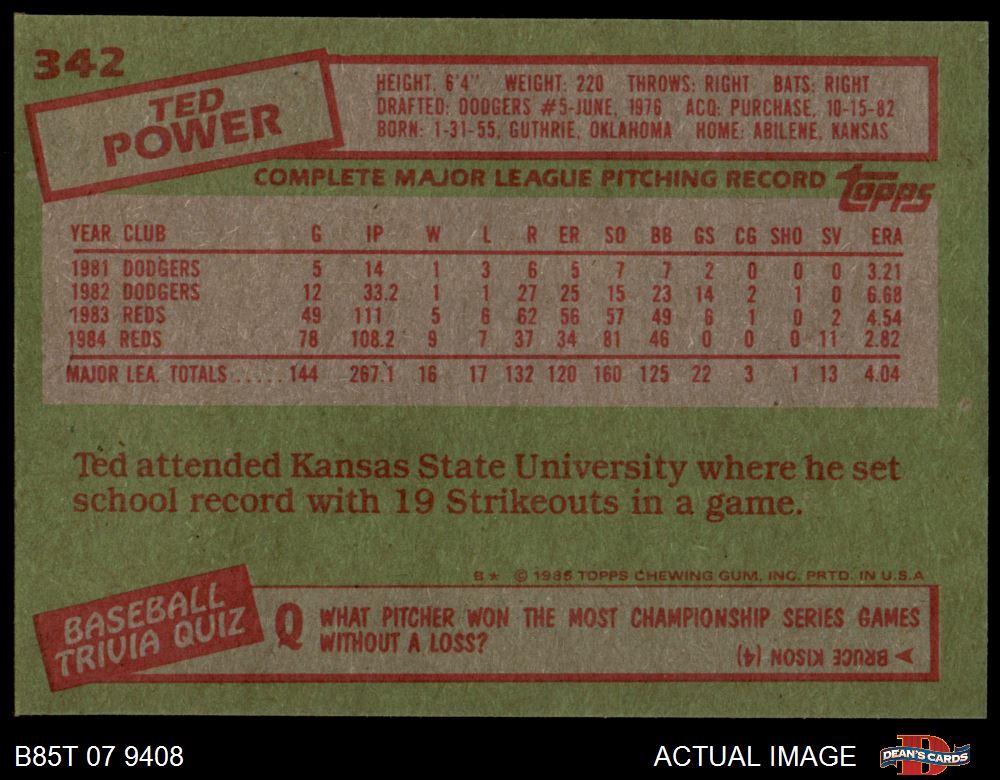 342
TED
POWER
HEIGHT: 6'4" WEIGHT: 220 THROWS: RIGHT BATS: RIGHT
DRAFTED: DODGERS #5-JUNE, 1976 ACQ: PURCHASE, 10-15-82
BORN: 1-31-55, GUTHRIE, OKLAHOMA HOME: ABILENE, KANSAS
COMPLETE MAJOR LEAGUE PITCHING RECORD topps
YEAR CLUB G IP W L R ER SO BB GS CG SHO SV ERA
1981 DODGERS 5 14 1 3 6 5 7 7 2 0 0 0 3.21
1982 DODGERS 12 33.2 1 1 27 25 15 23 14 2 1 0 6.68
1983 REDS 49 111 5 6 62 56 57 49 6 1 0 2 4.54
1984 REDS 78 108.2 9 7 37 34 81 46 0 0 0 11 2.82
MAJOR LEA. TOTALS ..... 144 267.1 16 17 132 120 160 125 22 3 1 13 4.04
Ted attended Kansas State University where he set
school record with 19 Strikeouts in a game.
B★ © 1985 TOPPS CHEWING GUM, INC. PRTD. IN U.S.A
BASEBALL
TRIVIA QUIZ
Q WHAT PITCHER WON THE MOST CHAMPIONSHIP SERIES GAMES
WITHOUT A LOSS?
➤ BRUCE KISON (4)
B85T 07 9408 ACTUAL IMAGE DEAN'S CARDS